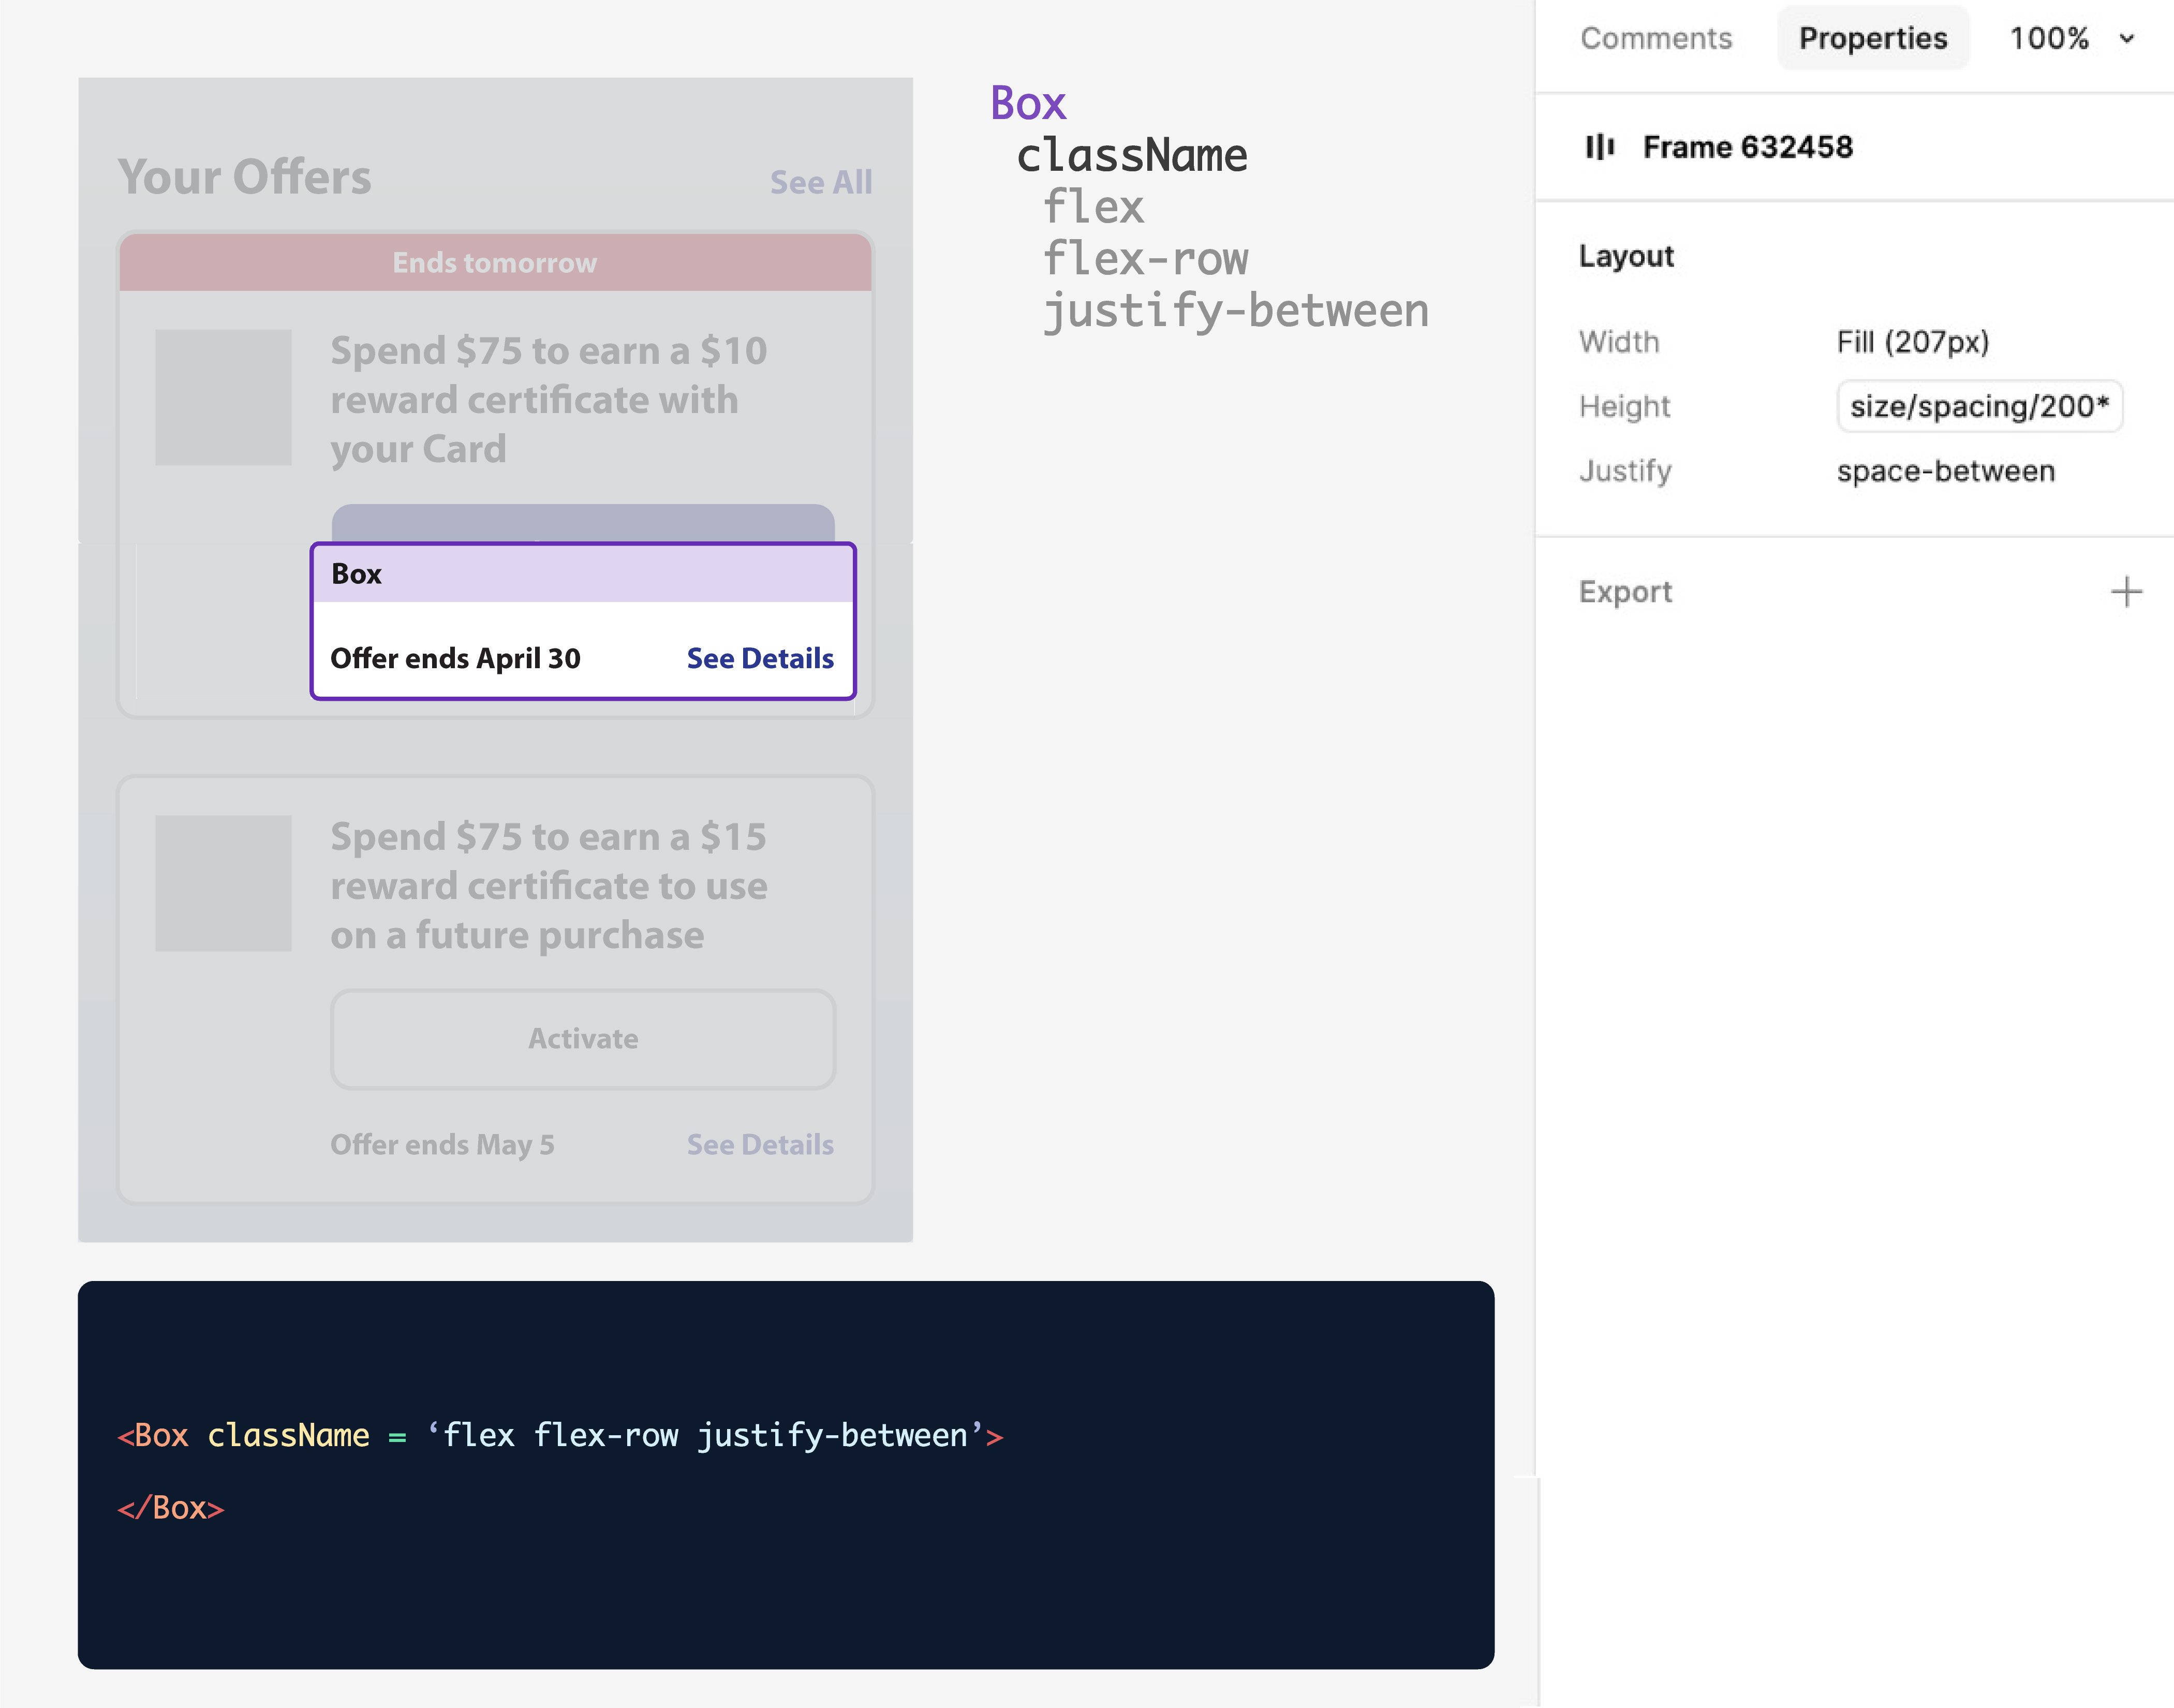 Your Offers
See All
Ends tomorrow
Spend $75 to earn a $10
reward certificate with
your Card
Box
Offer ends April 30
See Details
Spend $75 to earn a $15
reward certificate to use
on a future purchase
Activate
Offer ends May 5
See Details
Box
className
flex
flex-row
justify-between
<Box className = ‘flex flex-row justify-between’>
</Box>
Comments
Properties
100%
Frame 632458
Layout
Width
Fill (207px)
Height
size/spacing/200*
Justify
space-between
Export